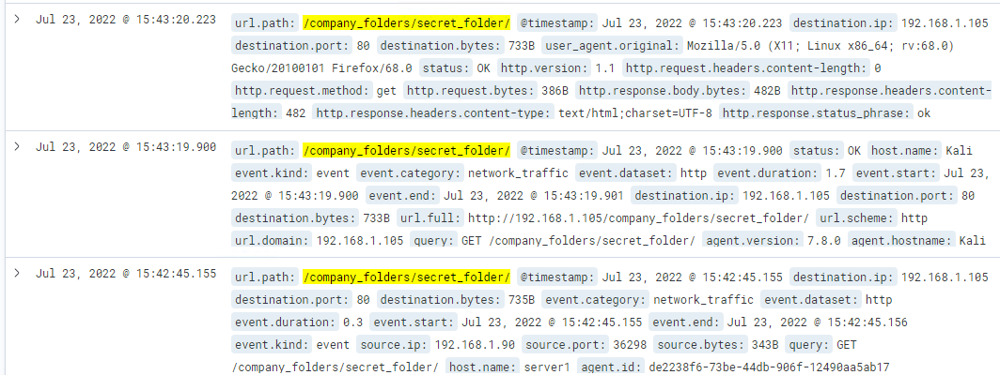 Jul 23, 2022 @ 15:43:20.223 url.path: /company_folders/secret_folder/ @timestamp: Jul 23, 2022 @ 15:43:20.223 destination.ip: 192.168.1.105
destination.port: 80 destination.bytes: 733B user_agent.original: Mozilla/5.0 (X11; Linux x86_64; rv:68.0)
Gecko/20100101 Firefox/68.0 status: OK http.version: 1.1 http.request.headers.content-length: 0
http.request.method: get http.request.bytes: 386B http.response.body.bytes: 482B http.response.headers.content-
length: 482 http.response.headers.content-type: text/html;charset=UTF-8 http.response.status_phrase: ok
Jul 23, 2022 @ 15:43:19.900 url.path: /company_folders/secret_folder/ @timestamp: Jul 23, 2022 @ 15:43:19.900 status: OK host.name: Kali
event.kind: event event.category: network_traffic event.dataset: http event.duration: 1.7 event.start: Jul 23,
2022 @ 15:43:19.900 event.end: Jul 23, 2022 @ 15:43:19.901 destination.ip: 192.168.1.105 destination.port: 80
destination.bytes: 733B url.full: http://192.168.1.105/company_folders/secret_folder/ url.scheme: http
url.domain: 192.168.1.105 query: GET /company_folders/secret_folder/ agent.version: 7.8.0 agent.hostname: Kali
Jul 23, 2022 @ 15:42:45.155 url.path: /company_folders/secret_folder/ @timestamp: Jul 23, 2022 @ 15:42:45.155 destination.ip: 192.168.1.105
destination.port: 80 destination.bytes: 735B event.category: network_traffic event.dataset: http
event.duration: 0.3 event.start: Jul 23, 2022 @ 15:42:45.155 event.end: Jul 23, 2022 @ 15:42:45.156
event.kind: event source.ip: 192.168.1.90 source.port: 36298 source.bytes: 343B query: GET
/company_folders/secret_folder/ host.name: server1 agent.id: de2238f6-73be-44db-906f-12490aa5ab17